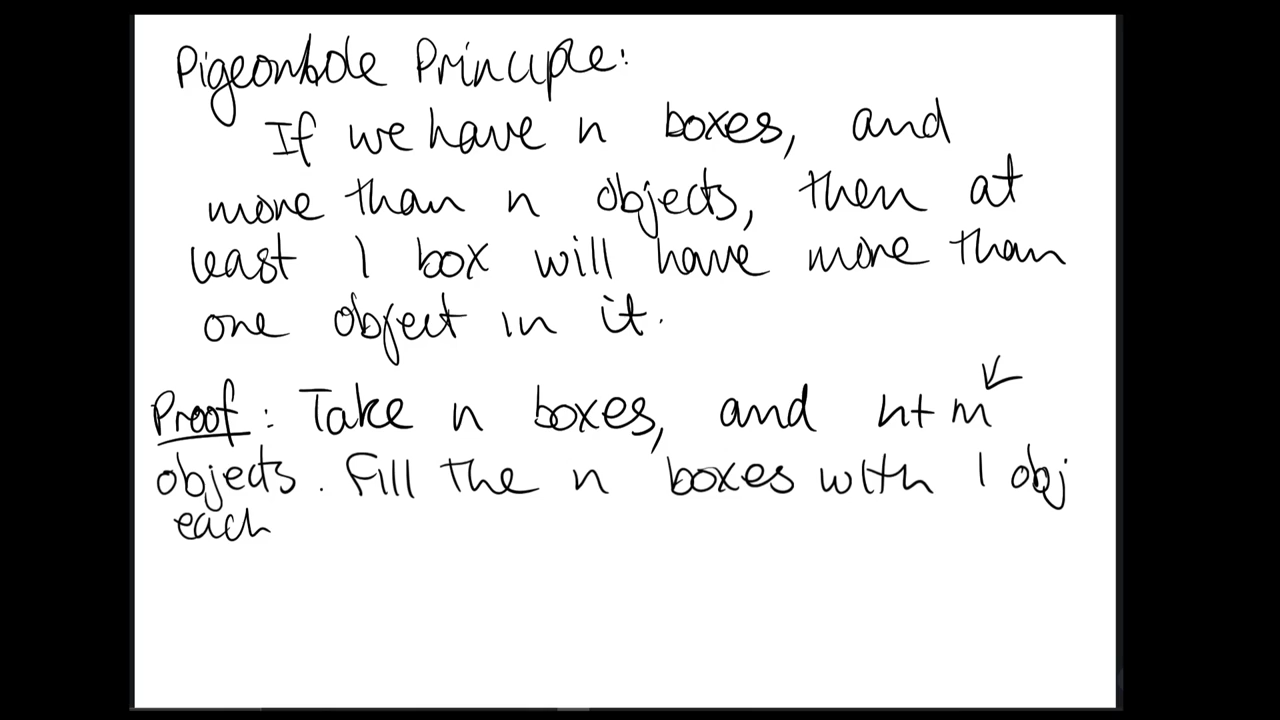 Pigeonhole Principle:
If we have n boxes, and
more than n objects, then at
least 1 box will have more than
one object in it.
Proof: Take n boxes, and n+m
objects. Fill the n boxes with 1 obj
each